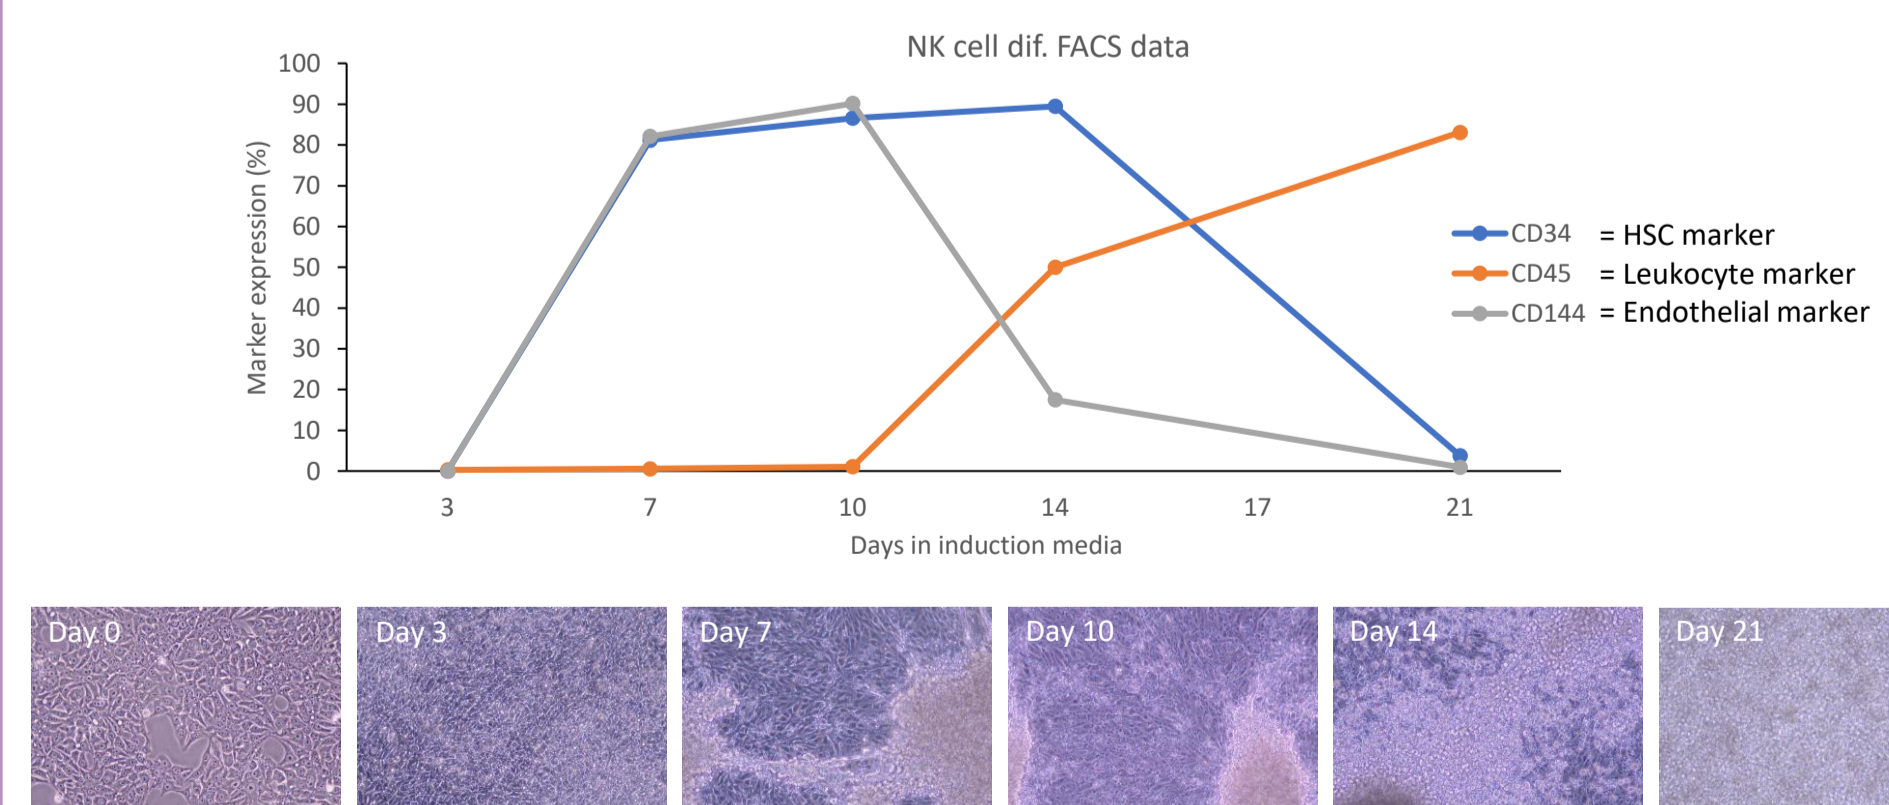 NK cell dif. FACS data
100
90
80
70
60
50
40
30
20
10
0
Marker expression (%)
3 7 10 14 17 21
Days in induction media
CD34 = HSC marker
CD45 = Leukocyte marker
CD144 = Endothelial marker
Day 0
Day 3
Day 7
Day 10
Day 14
Day 21